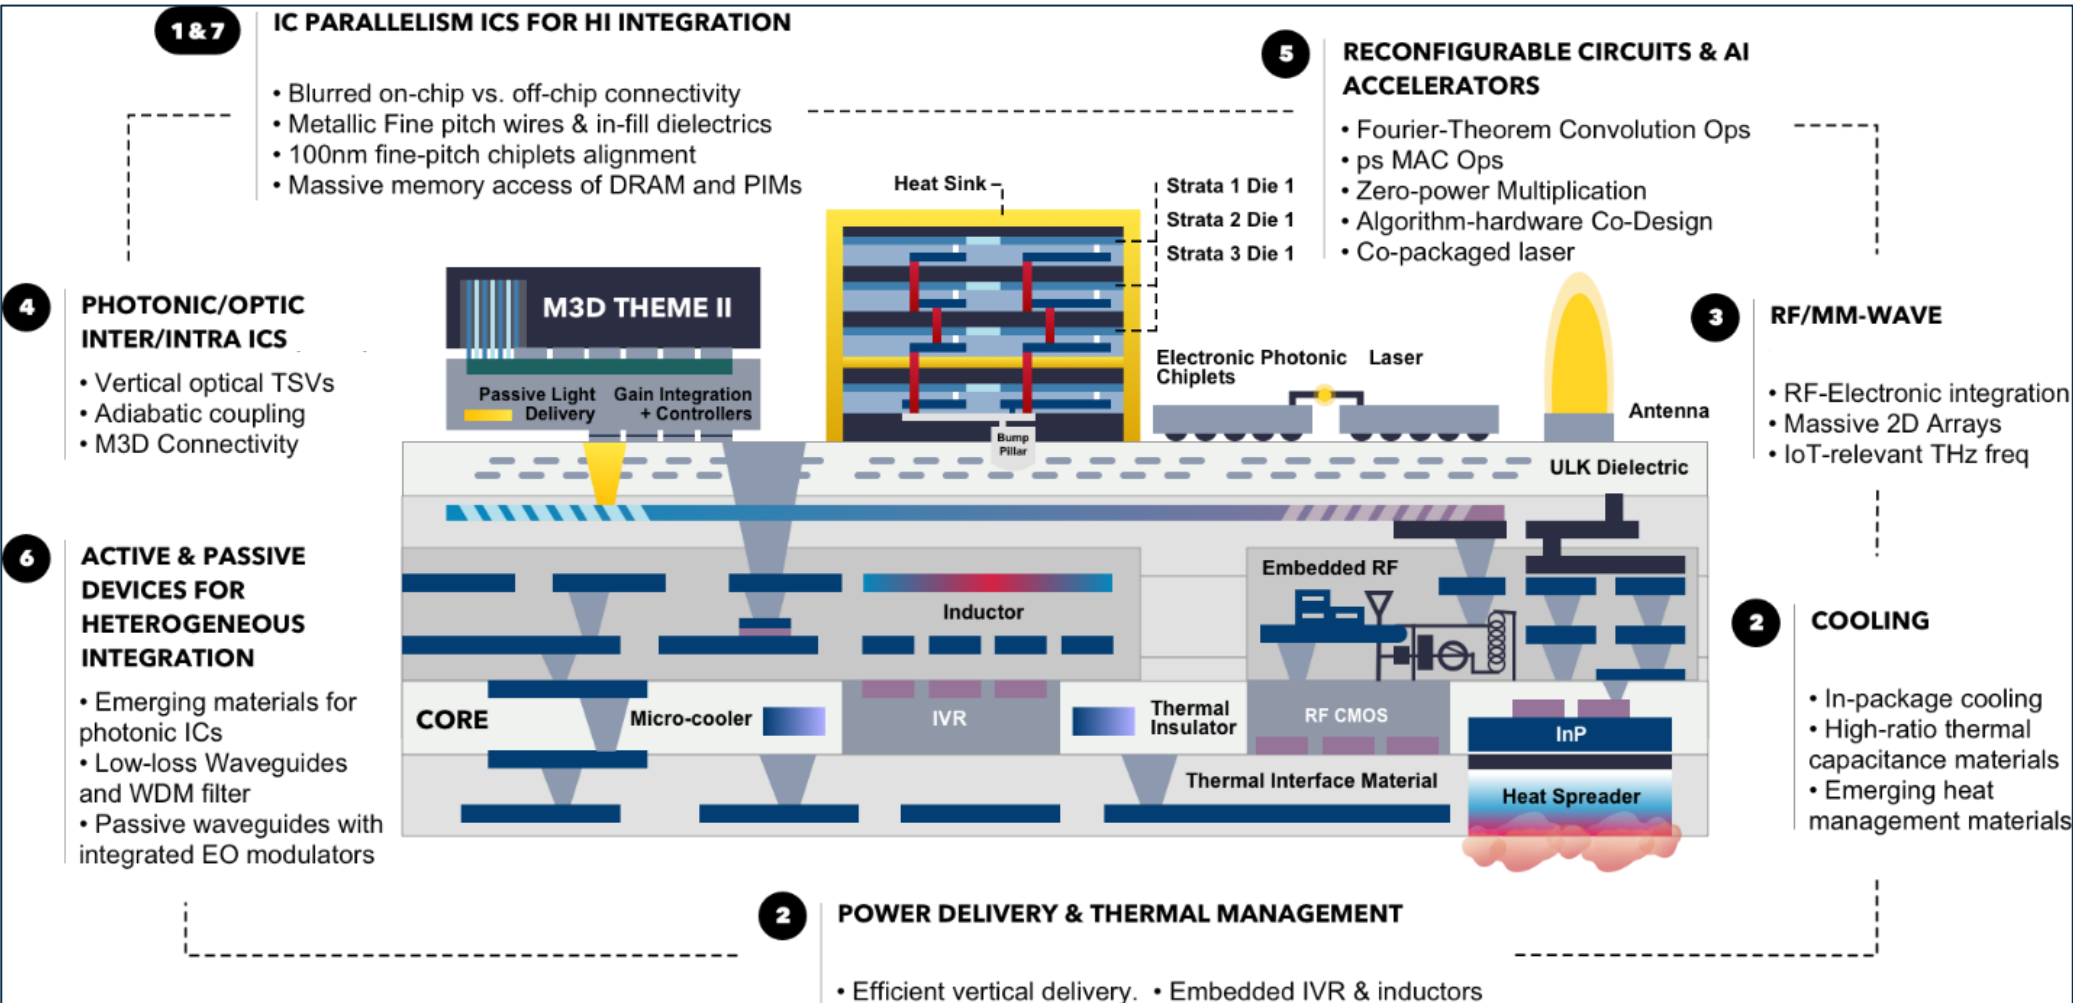 1 & 7
IC PARALLELISM ICS FOR HI INTEGRATION
• Blurred on-chip vs. off-chip connectivity
• Metallic Fine pitch wires & in-fill dielectrics
• 100nm fine-pitch chiplets alignment
• Massive memory access of DRAM and PIMs
5
RECONFIGURABLE CIRCUITS & AI
ACCELERATORS
• Fourier-Theorem Convolution Ops
• ps MAC Ops
• Zero-power Multiplication
• Algorithm-hardware Co-Design
• Co-packaged laser
4
PHOTONIC/OPTIC
INTER/INTRA ICS
• Vertical optical TSVs
• Adiabatic coupling
• M3D Connectivity
M3D THEME II
Passive Light
Delivery
Gain Integration
+ Controllers
Heat Sink
Strata 1 Die 1
Strata 2 Die 1
Strata 3 Die 1
Bump
Pillar
Electronic Photonic
Chiplets
Laser
Antenna
ULK Dielectric
3
RF/MM-WAVE
• RF-Electronic integration
• Massive 2D Arrays
• IoT-relevant THz freq
6
ACTIVE & PASSIVE
DEVICES FOR
HETEROGENEOUS
INTEGRATION
• Emerging materials for
photonic ICs
• Low-loss Waveguides
and WDM filter
• Passive waveguides with
integrated EO modulators
Inductor
Embedded RF
CORE
Micro-cooler
IVR
Thermal
Insulator
RF CMOS
InP
Thermal Interface Material
Heat Spreader
2
COOLING
• In-package cooling
• High-ratio thermal
capacitance materials
• Emerging heat
management materials
2
POWER DELIVERY & THERMAL MANAGEMENT
• Efficient vertical delivery. • Embedded IVR & inductors